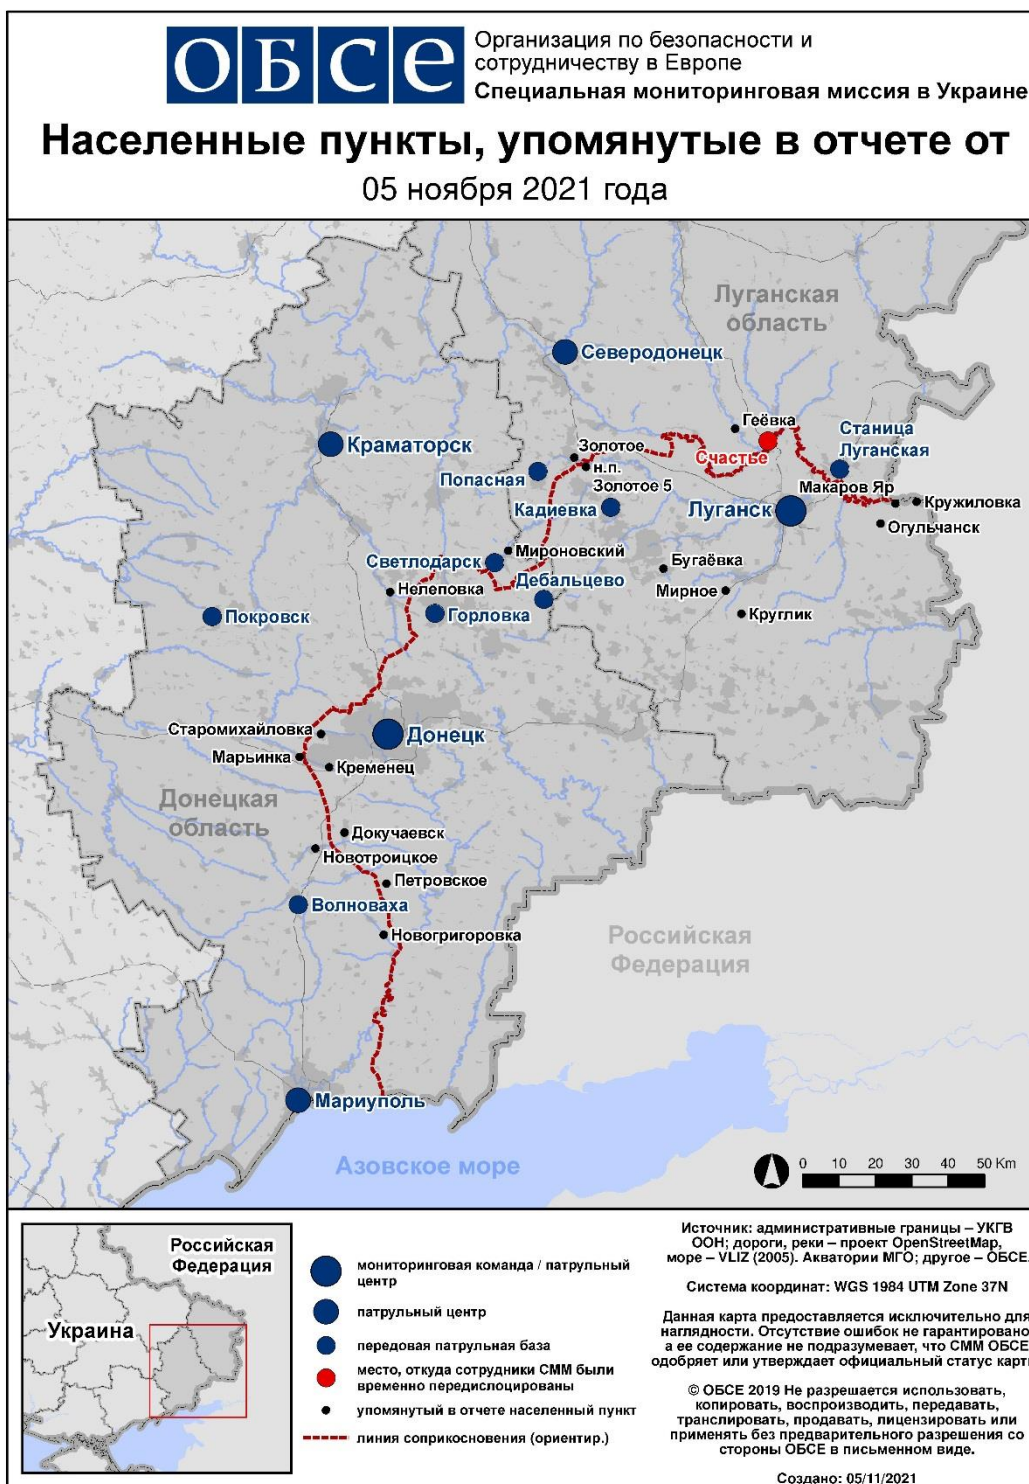 ОБСЕ
Организация по безопасности и
сотрудничеству в Европе
Специальная мониторинговая миссия в Украине
Населенные пункты, упомянутые в отчете от
05 ноября 2021 года
Луганская
область
Северодонецк
Геёвка
Станица
Луганская
Краматорск
Золотое
Счастье
н.п.
Золотое 5
Попасная
Макаров Яр
Кадиевка
Луганск
Кружиловка
Огульчанск
Мироновский
Светлодарск
Бугаёвка
Дебальцево
Нелеповка
Мирное
Покровск
Горловка
Круглик
Старомихайловка
Донецк
Марьинка
Кременец
Донецкая
область
Докучаевск
Новотроицкое
Петровское
Волноваха
Новогригоровка
Российская
Федерация
Мариуполь
Азовское море
0 10 20 30 40 50 Km
Российская
Федерация
Украина
мониторинговая команда / патрульный
центр
патрульный центр
передовая патрульная база
место, откуда сотрудники СММ были
временно передислоцированы
упомянутый в отчете населенный пункт
линия соприкосновения (ориентир.)
Источник: административные границы – УКГВ
ООН; дороги, реки – проект OpenStreetMap,
море – VLIZ (2005). Акватории МГО; другое – ОБСЕ.
Система координат: WGS 1984 UTM Zone 37N
Данная карта предоставляется исключительно для
наглядности. Отсутствие ошибок не гарантировано
а ее содержание не подразумевает, что СММ ОБСЕ
одобряет или утверждает официальный статус карт
© ОБСЕ 2019 Не разрешается использовать,
копировать, воспроизводить, передавать,
транслировать, продавать, лицензировать или
применять без предварительного разрешения со
стороны ОБСЕ в письменном виде.
Создано: 05/11/2021